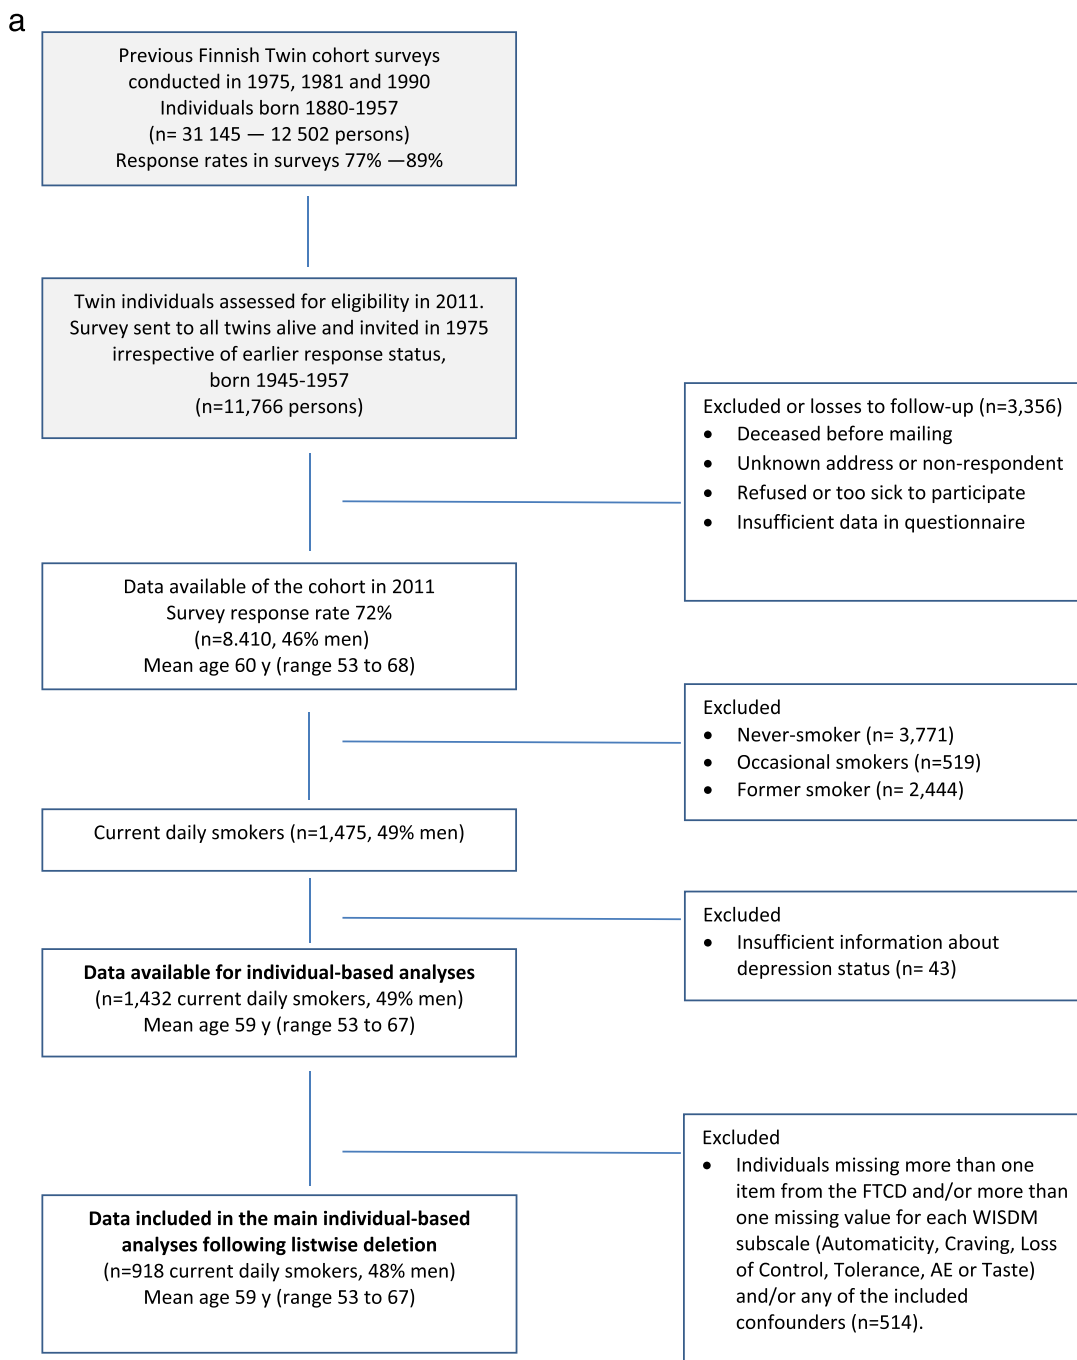 a
Previous Finnish Twin cohort surveys
conducted in 1975, 1981 and 1990
Individuals born 1880-1957
(n= 31 145 — 12 502 persons)
Response rates in surveys 77% —89%
Twin individuals assessed for eligibility in 2011.
Survey sent to all twins alive and invited in 1975
irrespective of earlier response status,
born 1945-1957
(n=11,766 persons)
Excluded or losses to follow-up (n=3,356)
• Deceased before mailing
• Unknown address or non-respondent
• Refused or too sick to participate
• Insufficient data in questionnaire
Data available of the cohort in 2011
Survey response rate 72%
(n=8.410, 46% men)
Mean age 60 y (range 53 to 68)
Excluded
• Never-smoker (n= 3,771)
• Occasional smokers (n=519)
• Former smoker (n= 2,444)
Current daily smokers (n=1,475, 49% men)
Excluded
• Insufficient information about
depression status (n= 43)
Data available for individual-based analyses
(n=1,432 current daily smokers, 49% men)
Mean age 59 y (range 53 to 67)
Excluded
• Individuals missing more than one
item from the FTCD and/or more than
one missing value for each WISDM
subscale (Automaticity, Craving, Loss
of Control, Tolerance, AE or Taste)
and/or any of the included
confounders (n=514).
Data included in the main individual-based
analyses following listwise deletion
(n=918 current daily smokers, 48% men)
Mean age 59 y (range 53 to 67)